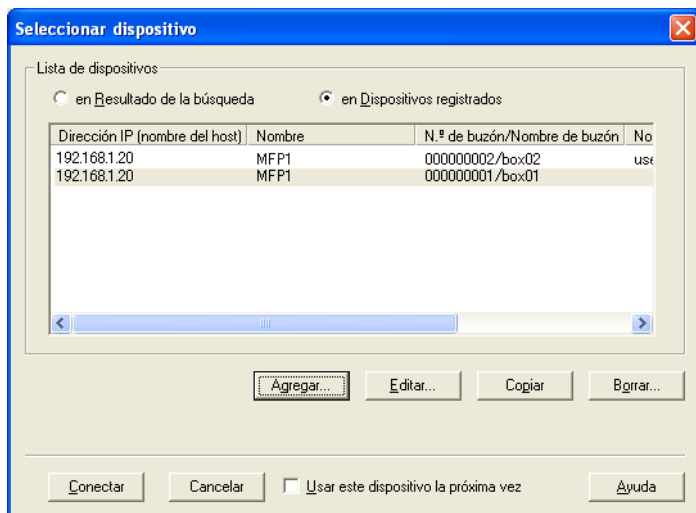 Seleccionar dispositivo
Lista de dispositivos
en Resultado de la búsqueda en Dispositivos registrados
Dirección IP (nombre del host) Nombre N.º de buzón/Nombre de buzón No
192.168.1.20 MFP1 000000002/box02 use
192.168.1.20 MFP1 000000001/box01
Agregar... Editar... Copiar Borrar...
Conectar Cancelar Usar este dispositivo la próxima vez Ayuda